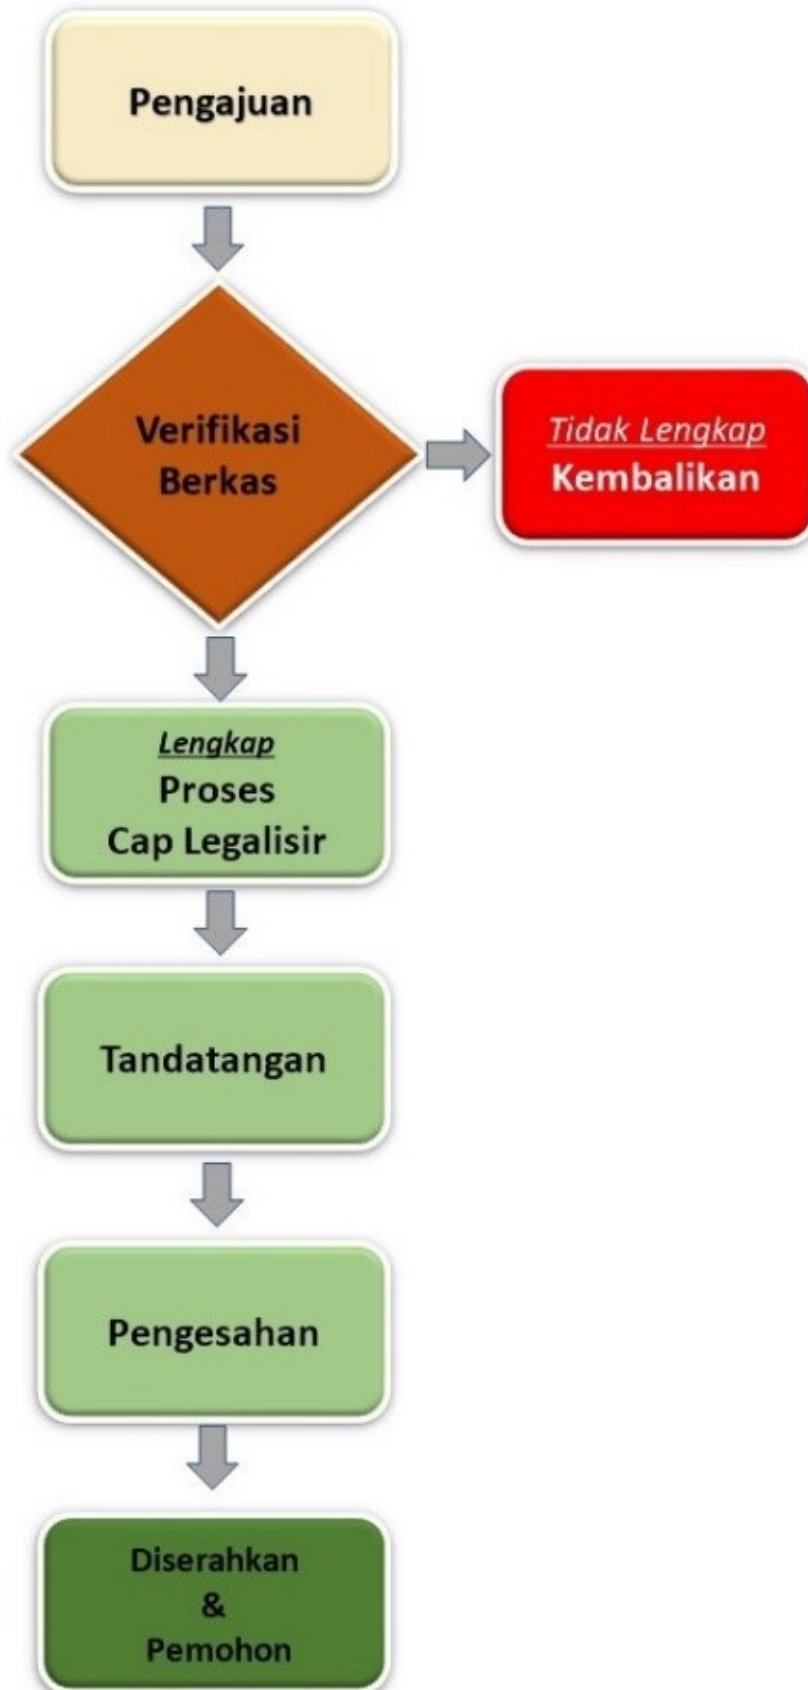 Pengajuan
Verifikasi
Berkas
Tidak Lengkap
Kembalikan
Lengkap
Proses
Cap Legalisir
Tandatangan
Pengesahan
Diserahkan
&
Pemohon